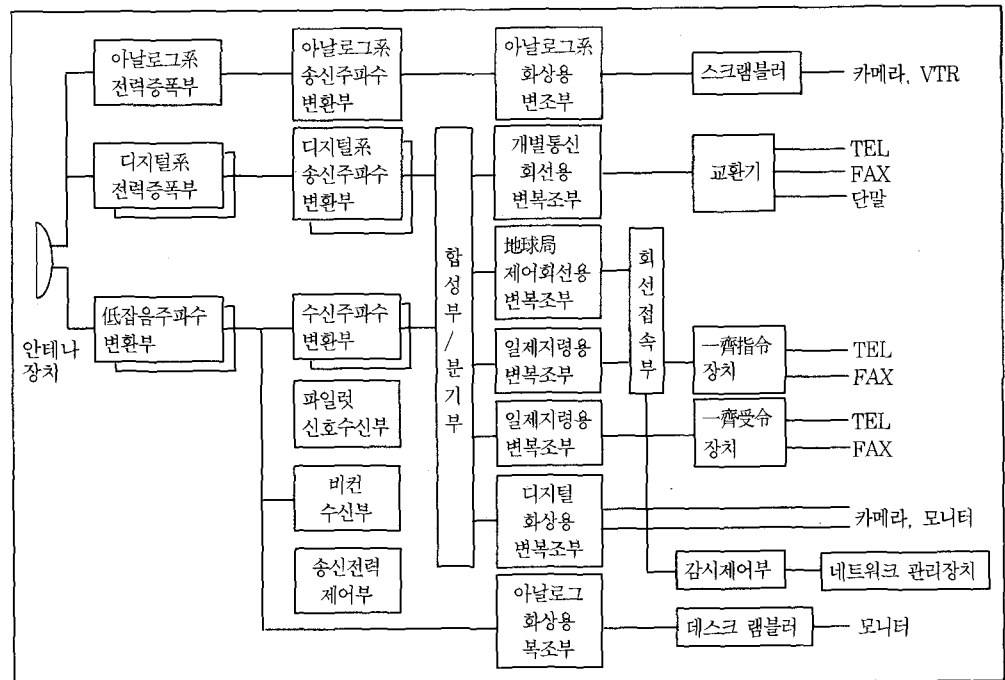 아날로그系
전력증폭부
아날로그系
송신주파수
변환부
아날로그系
화상용
변조부
스크램블러
카메라, VTR
디지털系
전력증폭부
디지털系
송신주파수
변환부
개별통신
회선용
변복조부
교환기
TEL
FAX
단말
합성부/분기부
地球局
제어회선용
변복조부
회선접속부
안테나
장치
低잡음주파수
변환부
수신주파수
변환부
일제지령용
변복조부
一齊指令
장치
TEL
FAX
파일럿
신호수신부
일제지령용
변복조부
一齊受令
장치
TEL
FAX
비컨
수신부
디지털
화상용
변복조부
카메라, 모니터
송신전력
제어부
감시제어부
네트워크 관리장치
아날로그
화상용
복조부
데스크 램블러
모니터